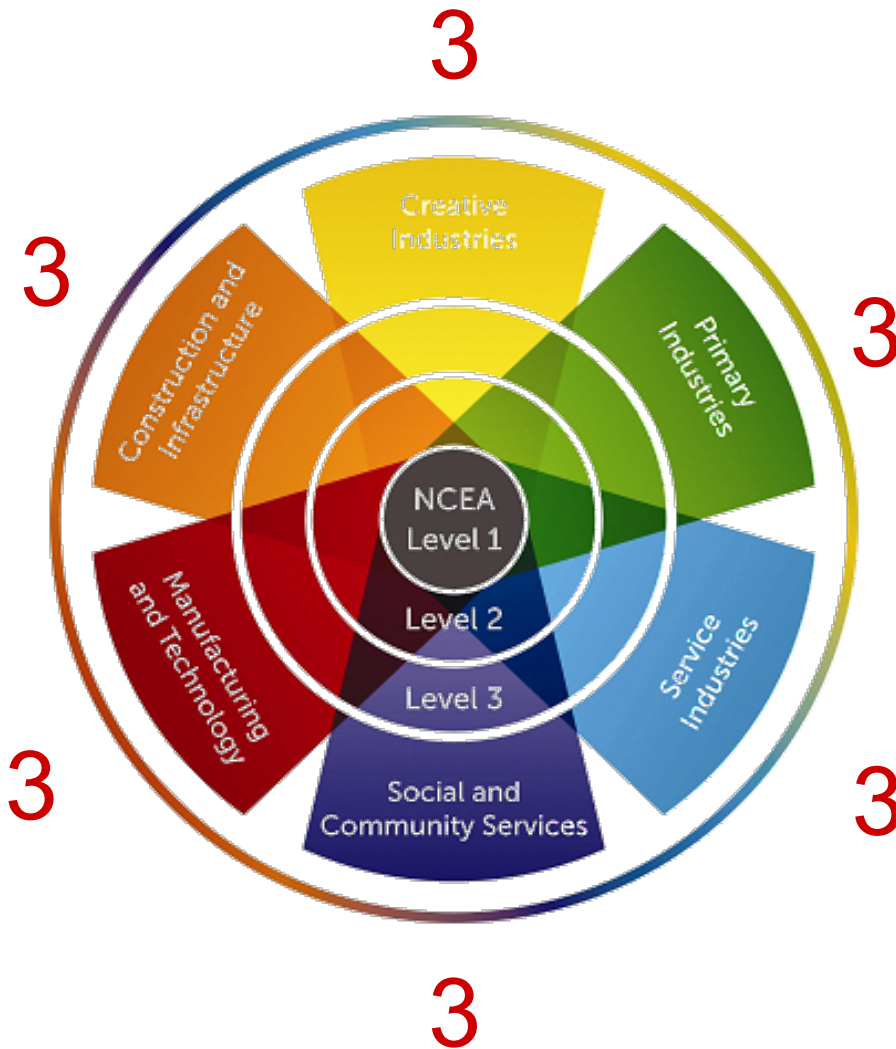 3
Creative
Industries
3
Construction and
Infrastructure
3
Primary
Industries
NCEA
Level 1
Level 2
Level 3
Manufacturing
and Technology
Service
Industries
3
3
Social and
Community Services
3